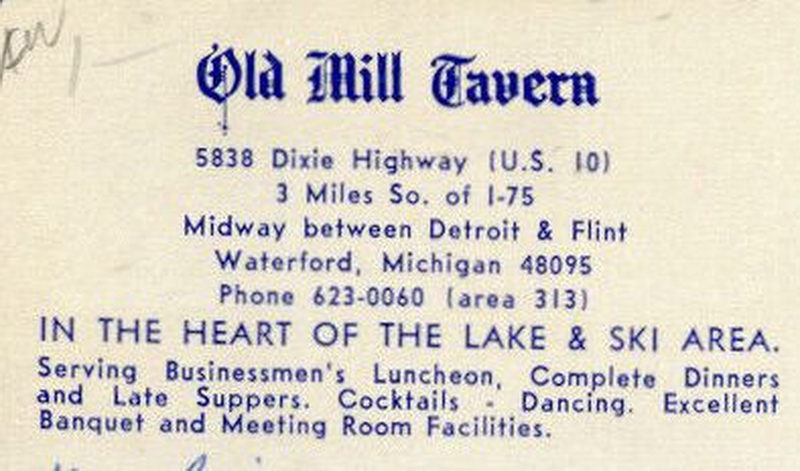 Old Mill Tavern
5838 Dixie Highway (U.S. 10)
3 Miles So. of I-75
Midway between Detroit & Flint
Waterford, Michigan 48095
Phone 623-0060 (area 313)
IN THE HEART OF THE LAKE & SKI AREA.
Serving Businessmen's Luncheon, Complete Dinners
and Late Suppers. Cocktails - Dancing. Excellent
Banquet and Meeting Room Facilities.